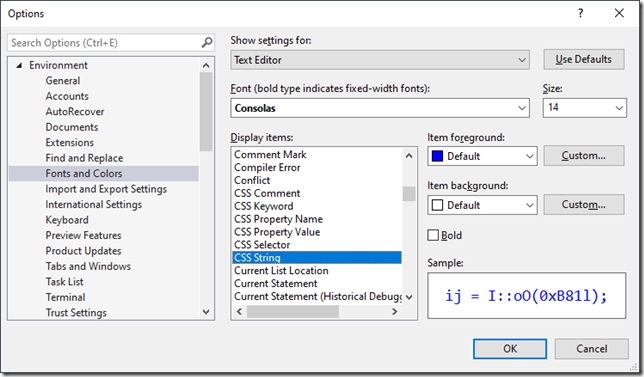 Options
Search Options (Ctrl+E)
Environment
General
Accounts
AutoRecover
Documents
Extensions
Find and Replace
Fonts and Colors
Import and Export Settings
International Settings
Keyboard
Preview Features
Product Updates
Tabs and Windows
Task List
Terminal
Trust Settings
Show settings for:
Text Editor
Use Defaults
Font (bold type indicates fixed-width fonts):
Size:
Consolas
14
Display items:
Comment Mark
Compiler Error
Conflict
CSS Comment
CSS Keyword
CSS Property Name
CSS Property Value
CSS Selector
CSS String
Current List Location
Current Statement
Current Statement (Historical Debugg
Item foreground:
Default
Custom...
Item background:
Default
Custom...
Bold
Sample:
ij = I::oO(0xB81l);
OK
Cancel